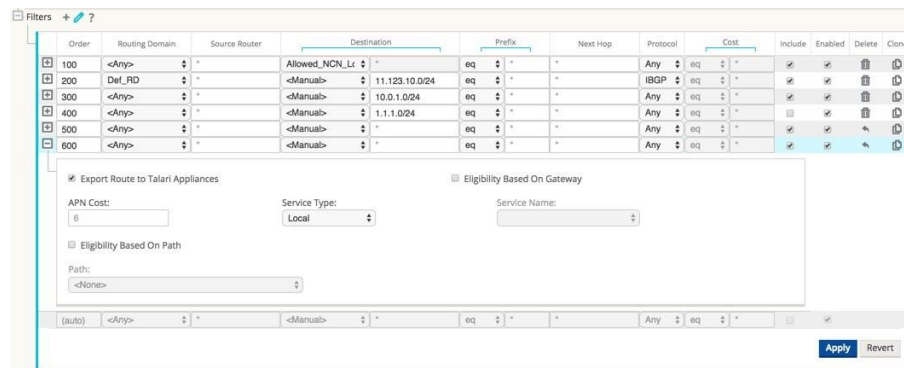 Filters + ?
Order Routing Domain Source Router Destination Prefix Next Hop Protocol Cost Include Enabled Delete Clon
100 <Any> * Allowed_NCN_Lc * eq * * Any eq *
200 Def_RD * <Manual> 11.123.10.0/24 eq * * IBGP eq *
300 <Any> * <Manual> 10.0.1.0/24 eq * * Any eq *
400 <Any> * <Manual> 1.1.1.0/24 eq * * Any eq *
500 <Any> * <Manual> * eq * * Any eq *
600 <Any> * <Manual> * eq * * Any eq *
Export Route to Talari Appliances Eligibility Based On Gateway
APN Cost: Service Type: Service Name:
6 Local
Eligibility Based On Path
Path:
<None>
(auto) <Any> * <Manual> * eq * * Any eq *
Apply Revert